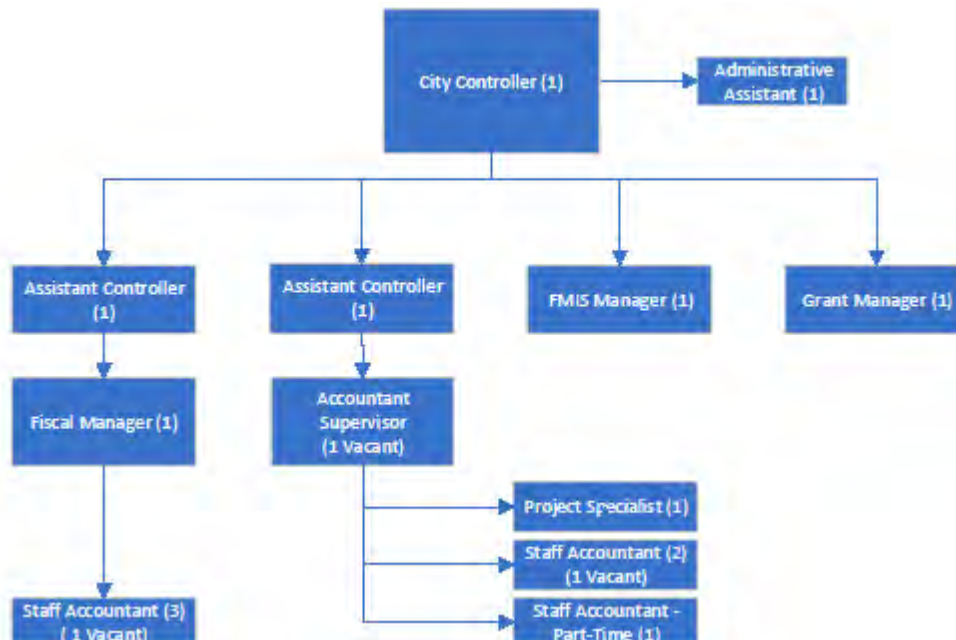 City Controller (1)
Administrative
Assistant (1)
Assistant Controller
(1)
Assistant Controller
(1)
FMIS Manager (1)
Grant Manager (1)
Fiscal Manager (1)
Accountant
Supervisor
(1 Vacant)
Project Specialist (1)
Staff Accountant (2)
(1 Vacant)
Staff Accountant (3)
( 1 Vacant)
Staff Accountant -
Part-Time (1)